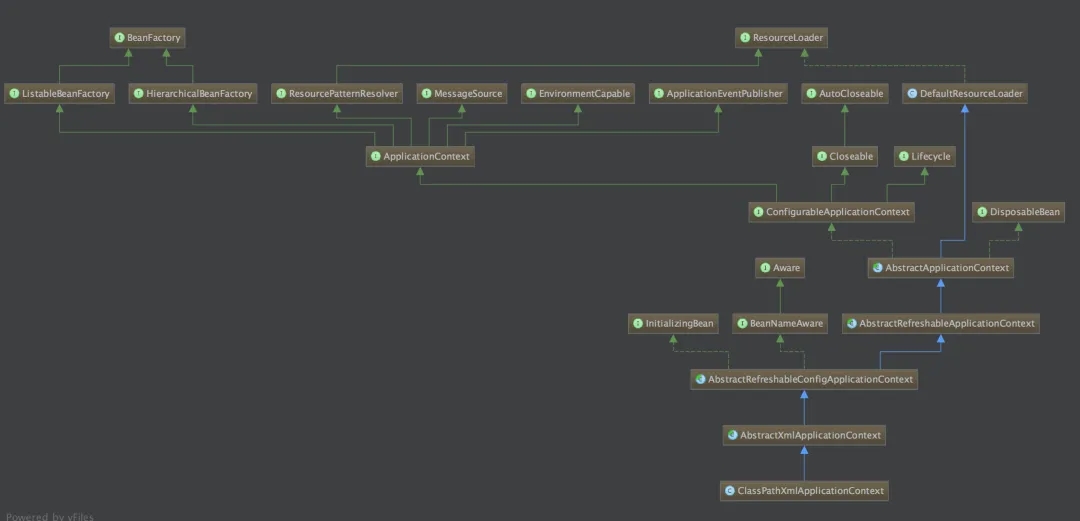 BeanFactory
ResourceLoader
ListableBeanFactory
HierarchicalBeanFactory
ResourcePatternResolver
MessageSource
EnvironmentCapable
ApplicationEventPublisher
AutoCloseable
DefaultResourceLoader
ApplicationContext
Closeable
Lifecycle
ConfigurableApplicationContext
DisposableBean
Aware
AbstractApplicationContext
InitializingBean
BeanNameAware
AbstractRefreshableApplicationContext
AbstractRefreshableConfigApplicationContext
AbstractXmlApplicationContext
ClassPathXmlApplicationContext
Powered by yFiles